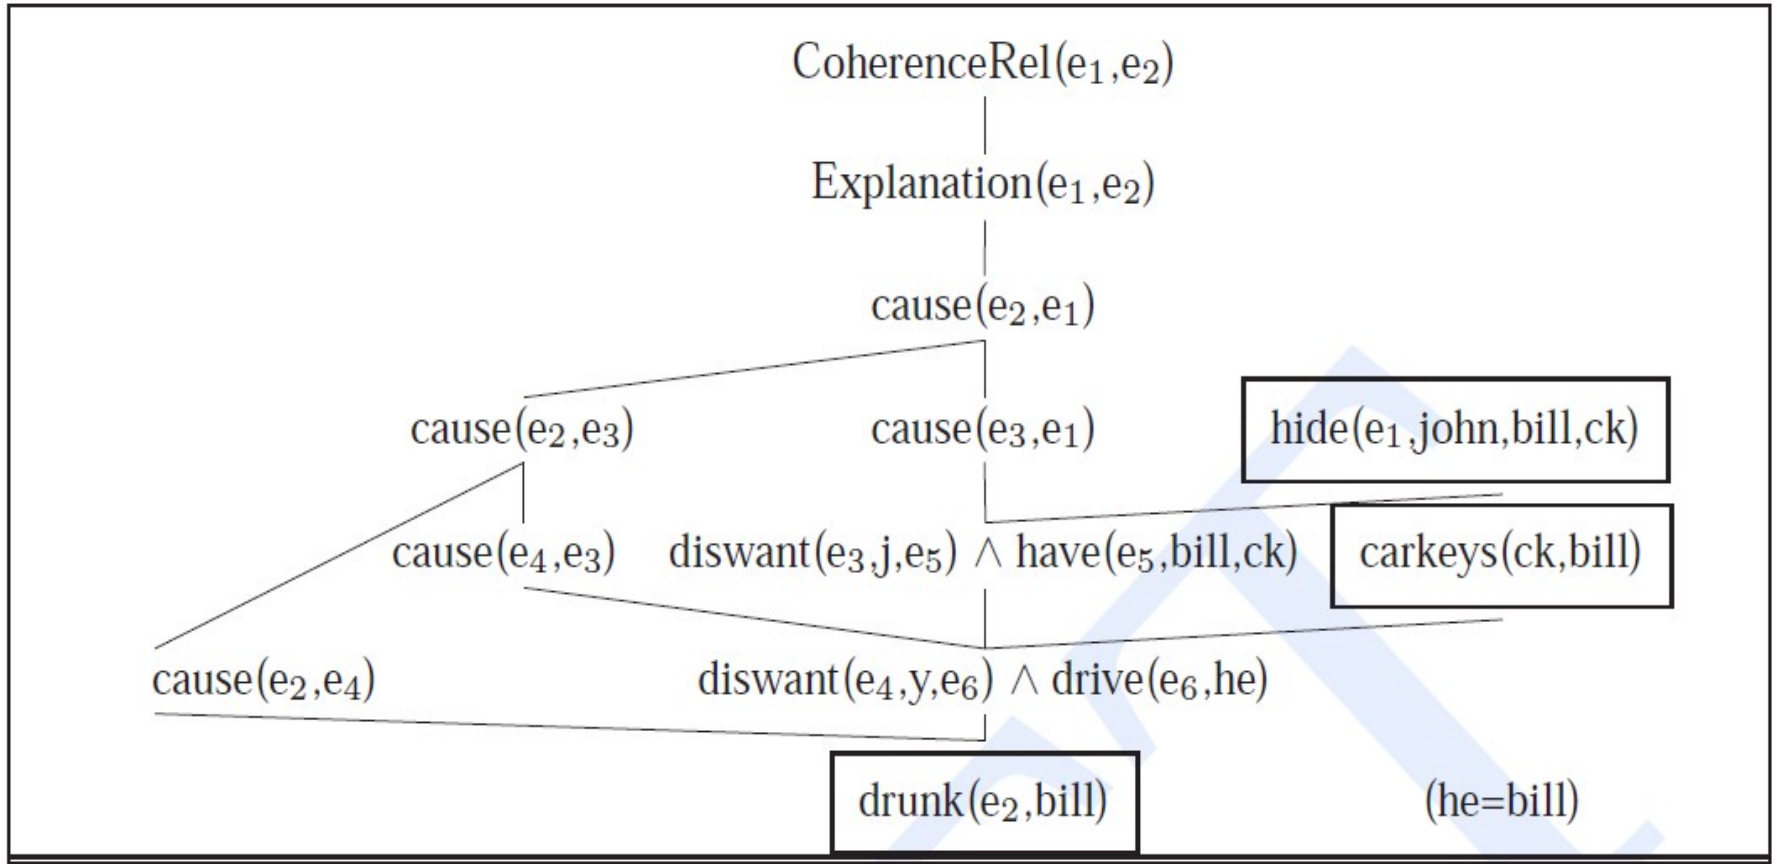 CoherenceRel(e₁,e₂)
Explanation(e₁,e₂)
cause(e₂,e₁)
cause(e₂,e₃) cause(e₃,e₁) hide(e₁,john,bill,ck)
cause(e₄,e₃) diswant(e₃,j,e₅) ∧ have(e₅,bill,ck) carkeys(ck,bill)
cause(e₂,e₄) diswant(e₄,y,e₆) ∧ drive(e₆,he)
drunk(e₂,bill) (he=bill)